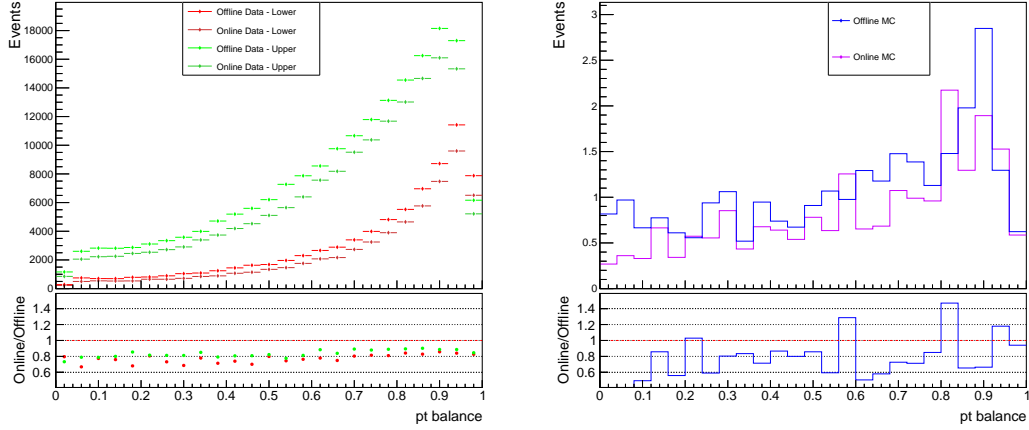 Events
18000
16000
14000
12000
10000
8000
6000
4000
2000
0
Offline Data - Lower
Online Data - Lower
Offline Data - Upper
Online Data - Upper
Online/Offline
1.4
1.2
1
0.8
0.6
0 0.1 0.2 0.3 0.4 0.5 0.6 0.7 0.8 0.9 1
pt balance
Events
3
2.5
2
1.5
1
0.5
0
Offline MC
Online MC
Online/Offline
1.4
1.2
1
0.8
0.6
0 0.1 0.2 0.3 0.4 0.5 0.6 0.7 0.8 0.9 1
pt balance